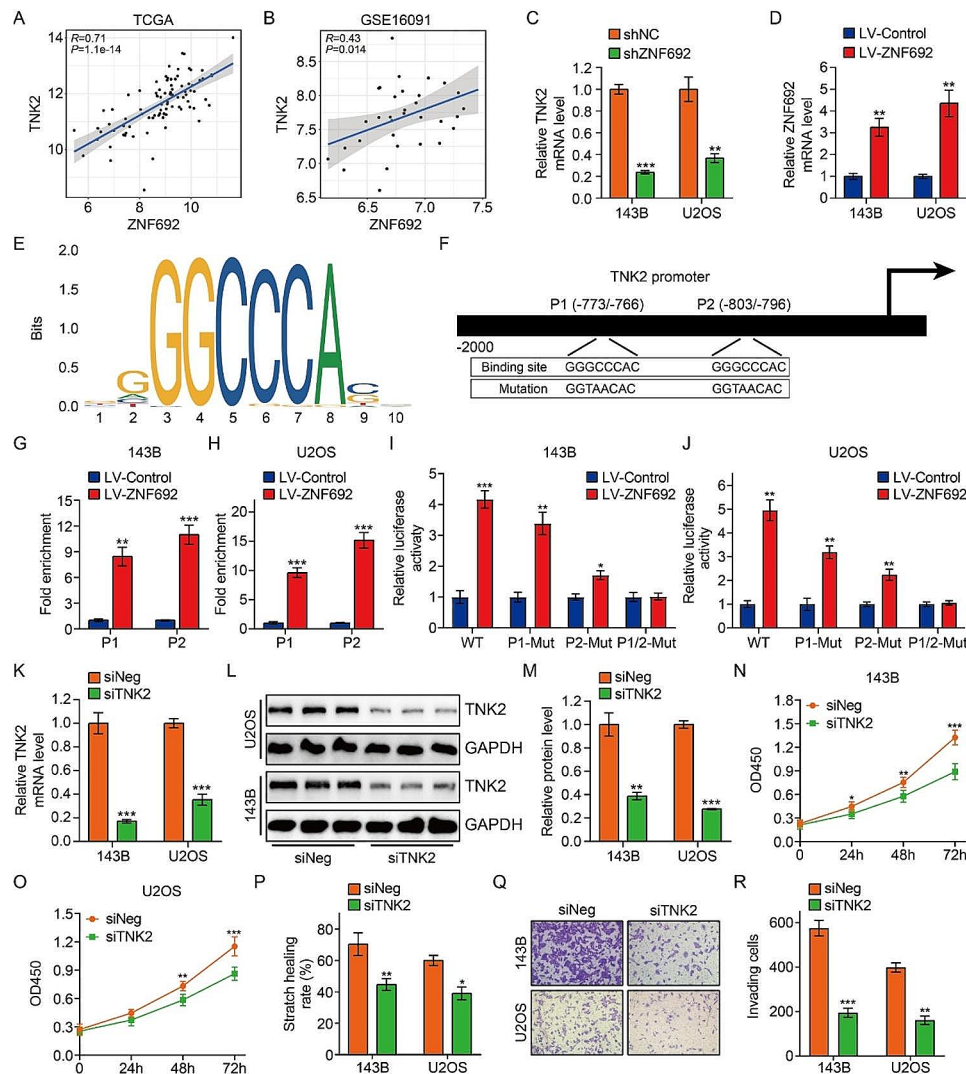 A
TCGA
R=0.71
P=1.1e-14
TNK2
14
12
10
6
8
10
ZNF692
B
GSE16091
R=0.43
P=0.014
TNK2
9.0
8.5
8.0
7.5
7.0
6.5
6.5
7.0
7.5
ZNF692
C
shNC
shZNF692
Relative TNK2
mRNA level
1.2
1.0
0.8
0.6
0.4
0.2
0
***
**
143B
U2OS
D
LV-Control
LV-ZNF692
Relative ZNF692
mRNA level
6
5
4
3
2
1
0
**
**
143B
U2OS
E
Bits
2.0
1.5
1.0
0.5
0.0
G
GGCCCA
C
G
1 2 3 4 5 6 7 8 9 10
F
TNK2 promoter
P1 (-773/-766)
P2 (-803/-796)
-2000
Binding site GGGCCCAC GGGCCCAC
Mutation GGTAACAC GGTAACAC
G
143B
LV-Control
LV-ZNF692
Fold enrichment
15
12
9
6
3
0
**
***
P1
P2
H
U2OS
LV-Control
LV-ZNF692
Fold enrichment
20
15
10
5
0
***
***
P1
P2
I
143B
LV-Control
LV-ZNF692
Relative luciferase
activaty
5
4
3
2
1
0
***
**
*
WT P1-Mut P2-Mut P1/2-Mut
J
U2OS
LV-Control
LV-ZNF692
Relative luciferase
activity
7
6
5
4
3
2
1
0
**
**
**
WT P1-Mut P2-Mut P1/2-Mut
K
siNeg
siTNK2
Relative TNK2
mRNA level
1.2
1.0
0.8
0.6
0.4
0.2
0
***
***
143B
U2OS
L
U2OS
143B
TNK2
GAPDH
TNK2
GAPDH
siNeg
siTNK2
M
siNeg
siTNK2
Relative protein level
1.2
1.0
0.8
0.6
0.4
0.2
0
**
***
143B
U2OS
N
143B
siNeg
siTNK2
OD450
1.8
1.5
1.2
0.9
0.6
0.3
0.0
*
**
***
0 24h 48h 72h
O
U2OS
siNeg
siTNK2
OD450
1.5
1.2
0.9
0.6
0.3
0.0
**
***
0 24h 48h 72h
P
siNeg
siTNK2
Stratch healing
rate (%)
80
60
40
20
0
**
*
143B
U2OS
Q
siNeg
siTNK2
143B
U2OS
R
siNeg
siTNK2
Invading cells
600
400
200
0
***
**
143B
U2OS